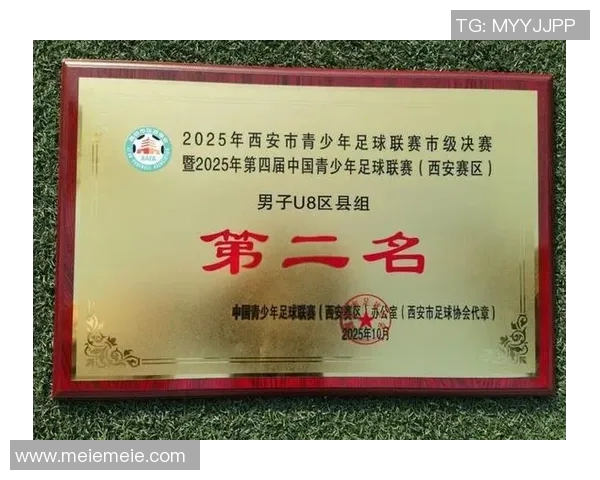 TG: MYYJJPP
2025年西安市青少年足球联赛市级决赛
暨2025年第四届中国青少年足球联赛（西安赛区）
男子U8区县组
第二名
中国青少年足球联赛（西安赛区）办公室（西安市足球协会代章）
2025年10月
www.meiemeie.com